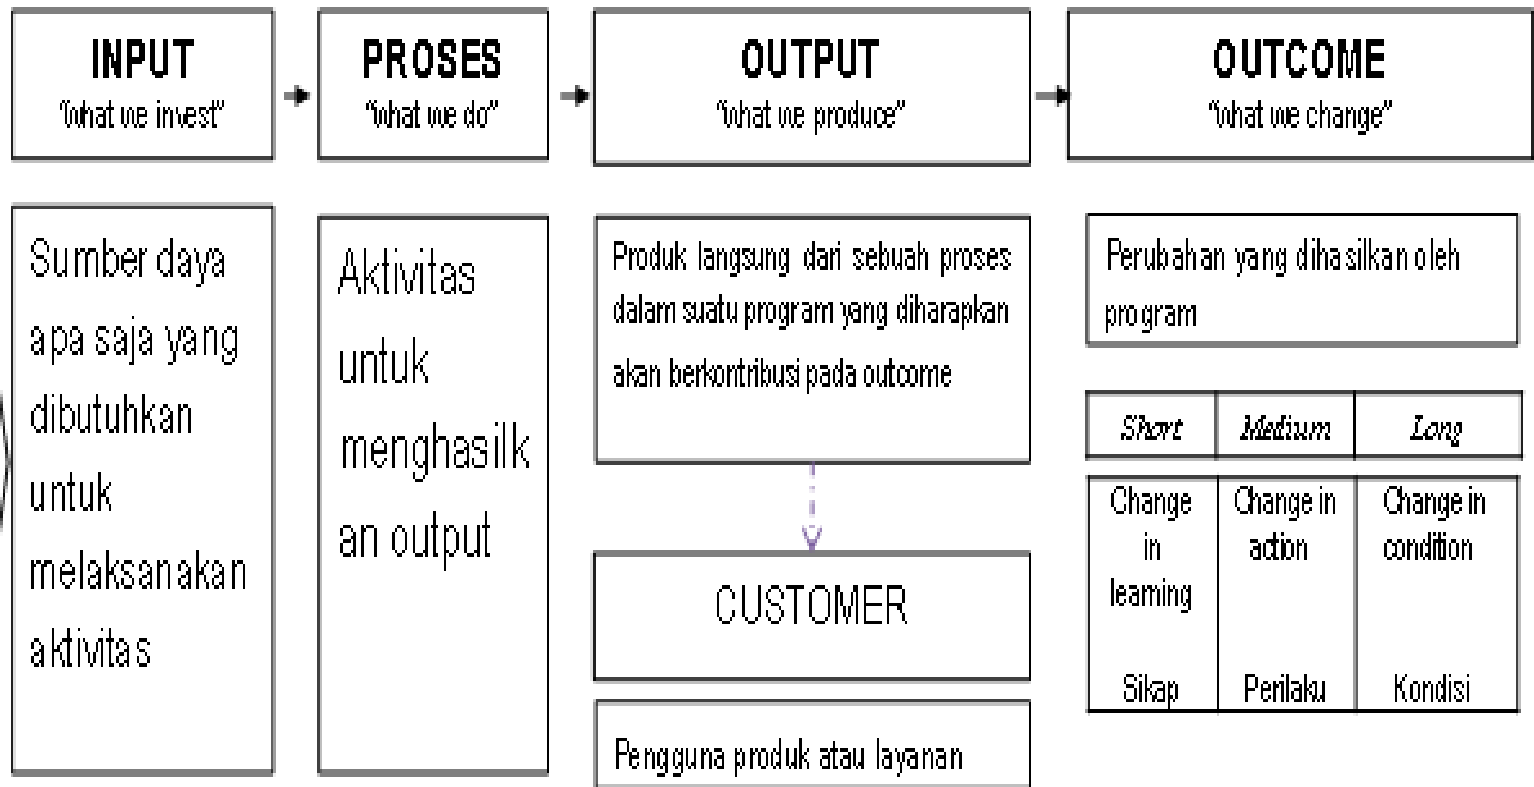 INPUT
"what we invest"
PROSES
"what we do"
OUTPUT
"what we produce"
OUTCOME
"what we change"
Sumber daya
apa saja yang
dibutuhkan
untuk
melaksanakan
aktivitas
Aktivitas
untuk
menghasilk
an output
Produk langsung dari sebuah proses
dalam suatu program yang diharapkan
akan berkontribusi pada outcome
CUSTOMER
Pengguna produk atau layanan
Perubahan yang dihasilkan oleh
program
Short
Medium
Long
Change
in
learning
Sikap
Change in
action
Perilaku
Change in
condition
Kondisi